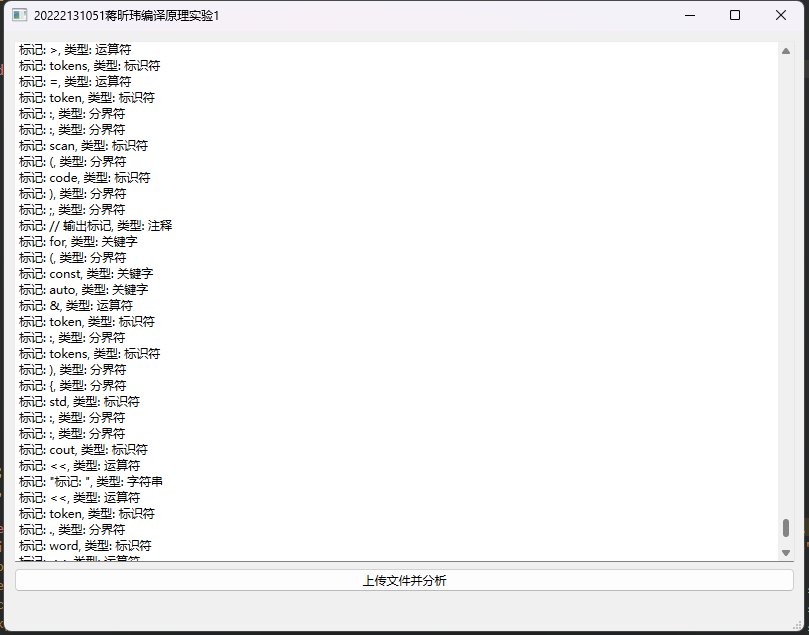 20222131051蒋昕玮编译原理实验1
标记: >, 类型: 运算符
标记: tokens, 类型: 标识符
标记: =, 类型: 运算符
标记: token, 类型: 标识符
标记: :, 类型: 分界符
标记: :, 类型: 分界符
标记: scan, 类型: 标识符
标记: (, 类型: 分界符
标记: code, 类型: 标识符
标记: ), 类型: 分界符
标记: ;, 类型: 分界符
标记: // 输出标记, 类型: 注释
标记: for, 类型: 关键字
标记: (, 类型: 分界符
标记: const, 类型: 关键字
标记: auto, 类型: 关键字
标记: &, 类型: 运算符
标记: token, 类型: 标识符
标记: :, 类型: 分界符
标记: tokens, 类型: 标识符
标记: ), 类型: 分界符
标记: {, 类型: 分界符
标记: std, 类型: 标识符
标记: :, 类型: 分界符
标记: :, 类型: 分界符
标记: cout, 类型: 标识符
标记: <<, 类型: 运算符
标记: "标记: ", 类型: 字符串
标记: <<, 类型: 运算符
标记: token, 类型: 标识符
标记: ., 类型: 分界符
标记: word, 类型: 标识符
上传文件并分析